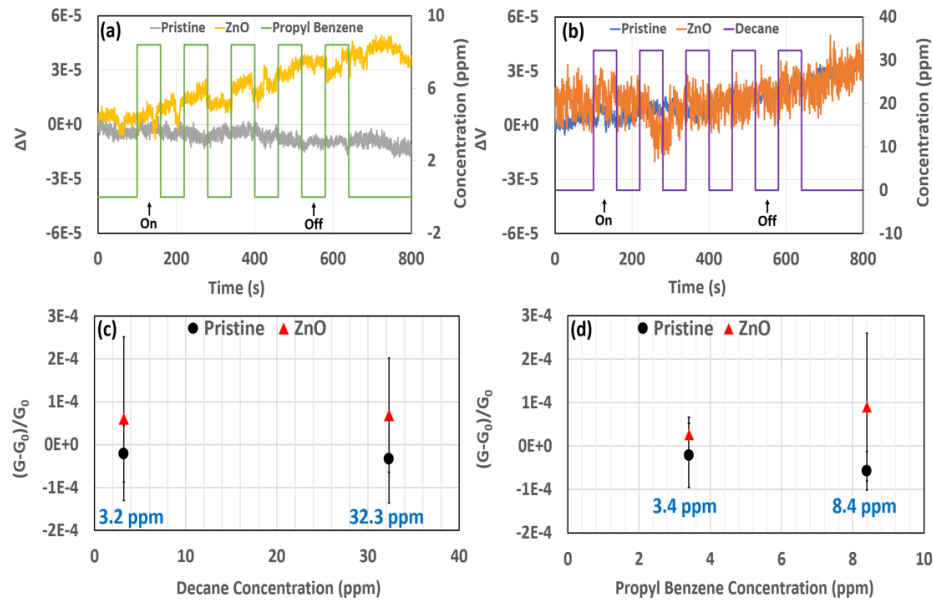 (a)
Pristine ZnO Propyl Benzene
6E-5
3E-5
0E+0
-3E-5
-6E-5
ΔV
10
8
6
4
2
0
-2
Concentration (ppm)
On
Off
0 200 400 600 800
Time (s)
(b)
Pristine ZnO Decane
6E-5
3E-5
0E+0
-3E-5
-6E-5
ΔV
40
30
20
10
0
-10
Concentration (ppm)
On
Off
0 200 400 600 800
Time (s)
(c)
Pristine ZnO
3E-4
2E-4
1E-4
0E+0
-1E-4
-2E-4
(G-G₀)/G₀
3.2 ppm
32.3 ppm
0 10 20 30 40
Decane Concentration (ppm)
(d)
Pristine ZnO
3E-4
2E-4
1E-4
0E+0
-1E-4
-2E-4
(G-G₀)/G₀
3.4 ppm
8.4 ppm
0 2 4 6 8 10
Propyl Benzene Concentration (ppm)